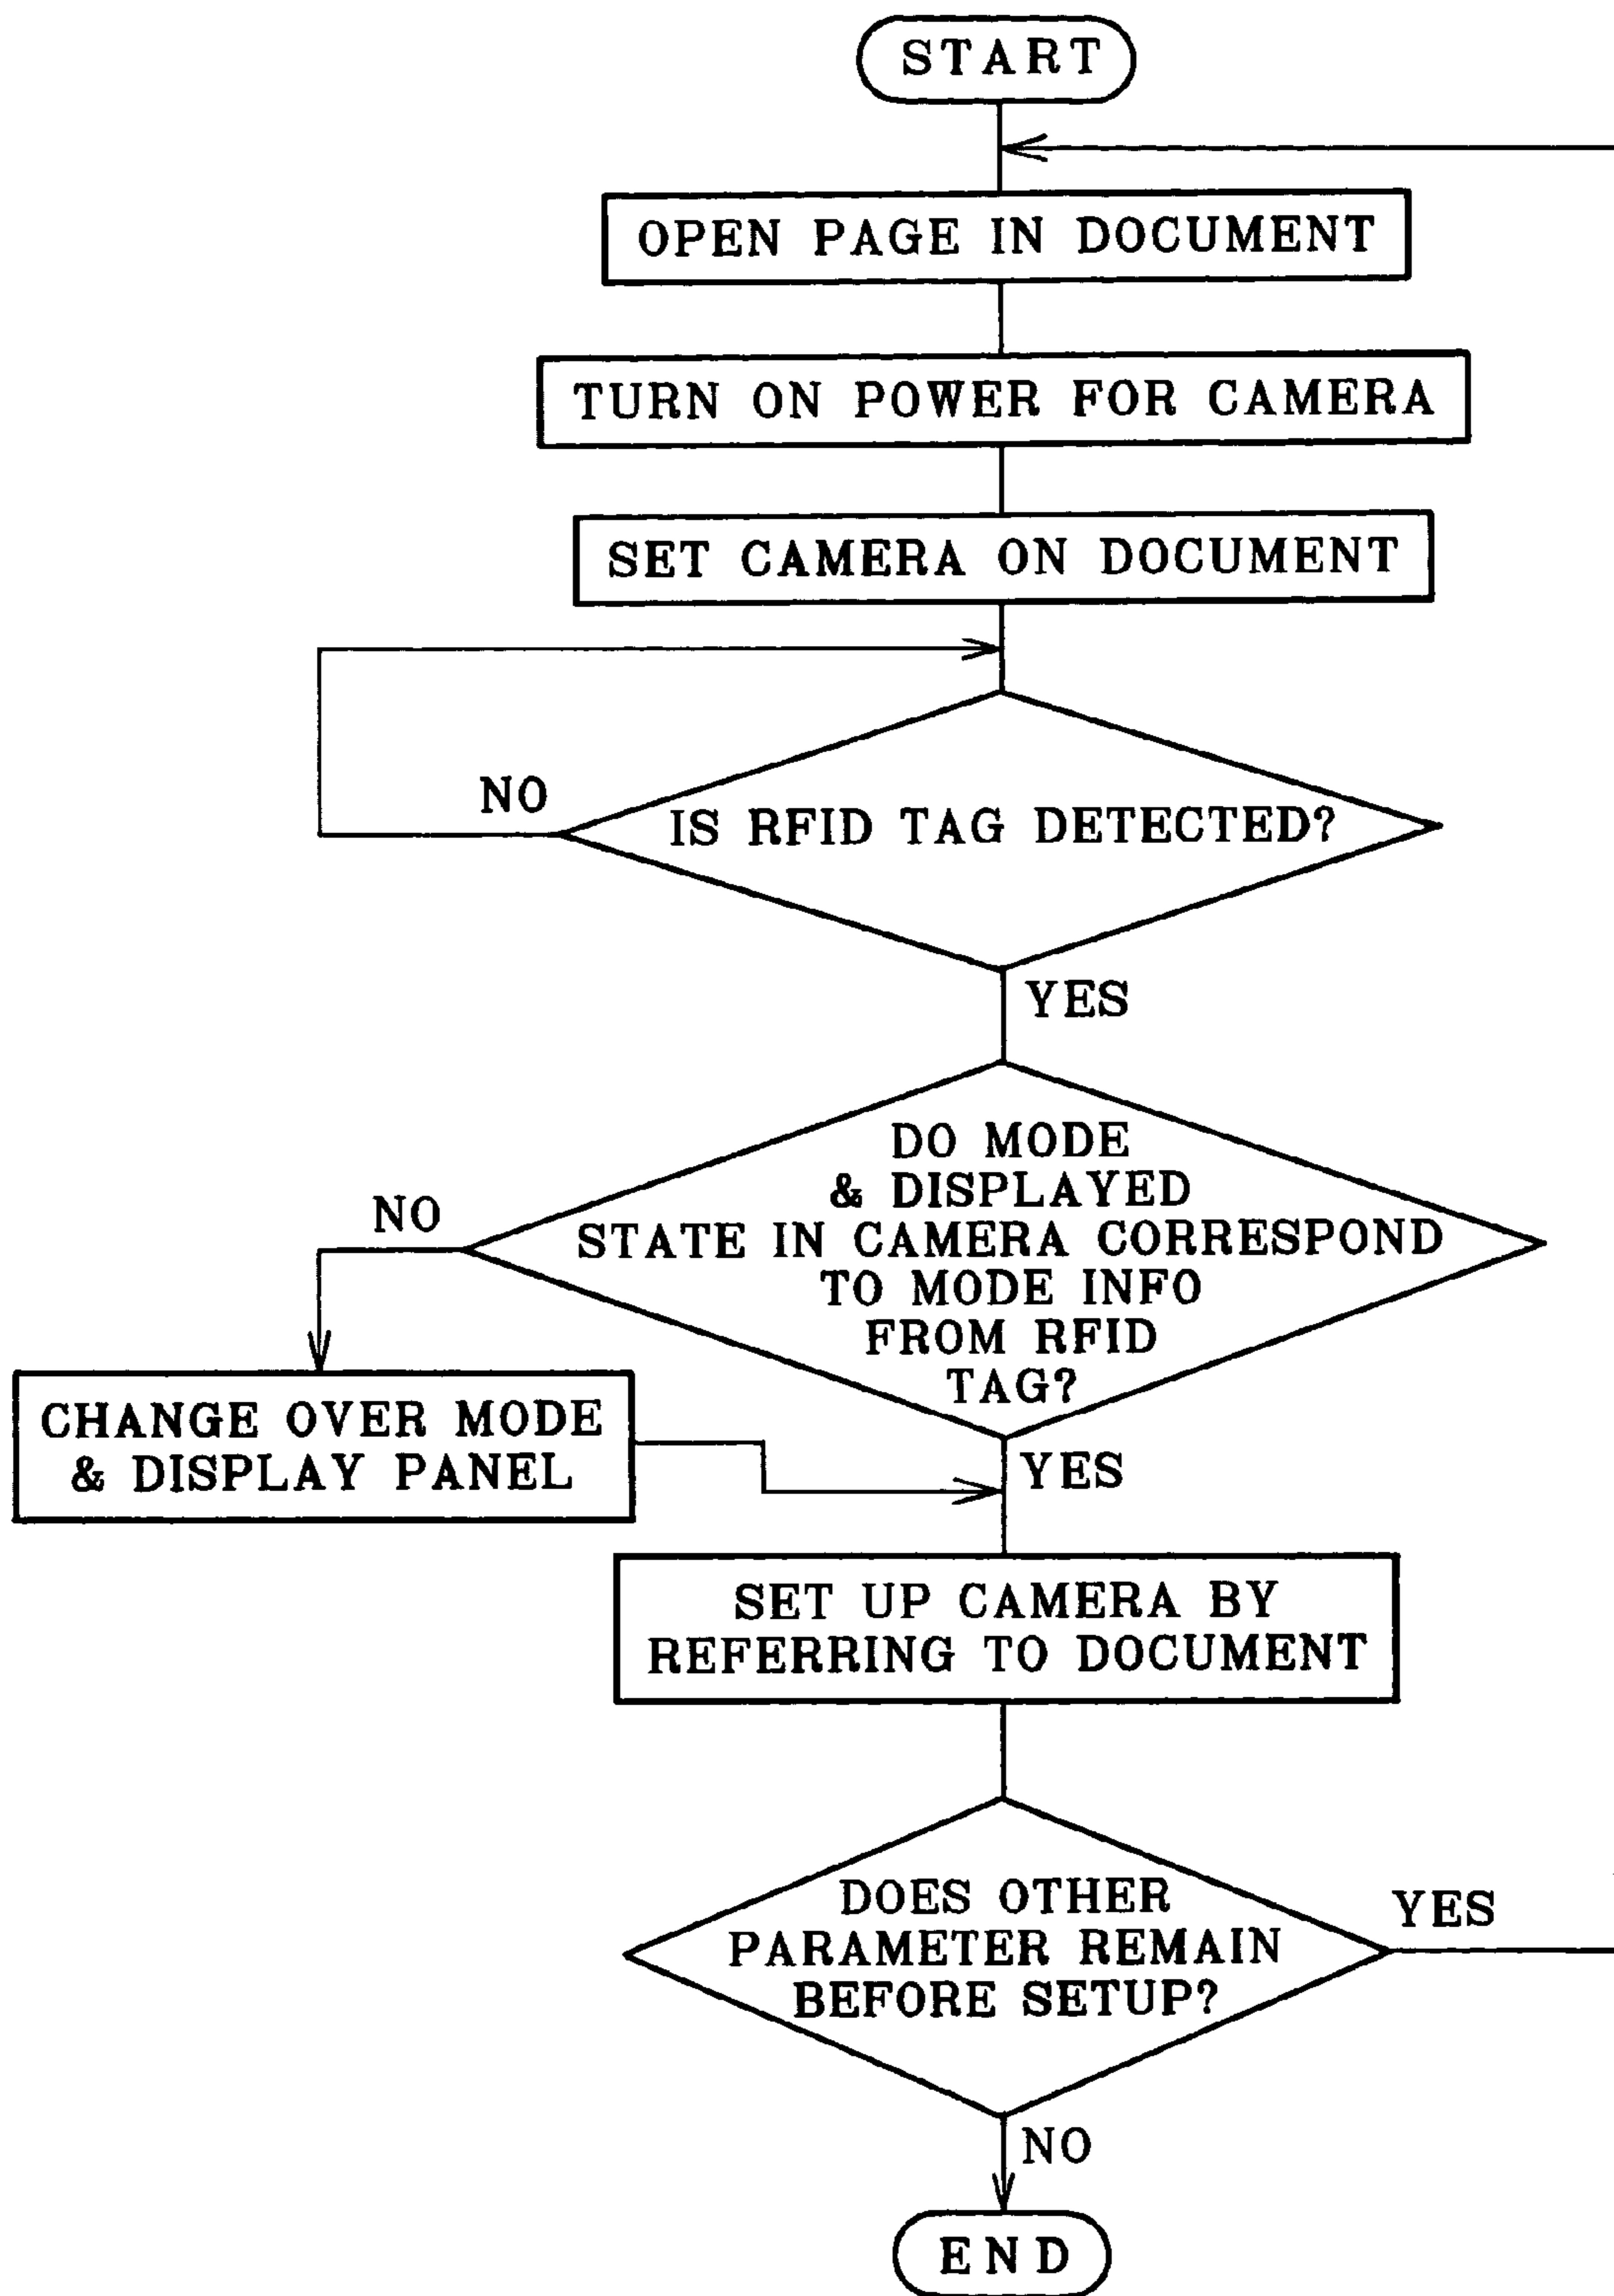 START
OPEN PAGE IN DOCUMENT
TURN ON POWER FOR CAMERA
SET CAMERA ON DOCUMENT
NO
IS RFID TAG DETECTED?
YES
DO MODE
& DISPLAYED
NO
STATE IN CAMERA CORRESPOND
TO MODE INFO
FROM RFID
TAG?
CHANGE OVER MODE
& DISPLAY PANEL
YES
SET UP CAMERA BY
REFERRING TO DOCUMENT
DOES OTHER
YES
PARAMETER REMAIN
BEFORE SETUP?
NO
END